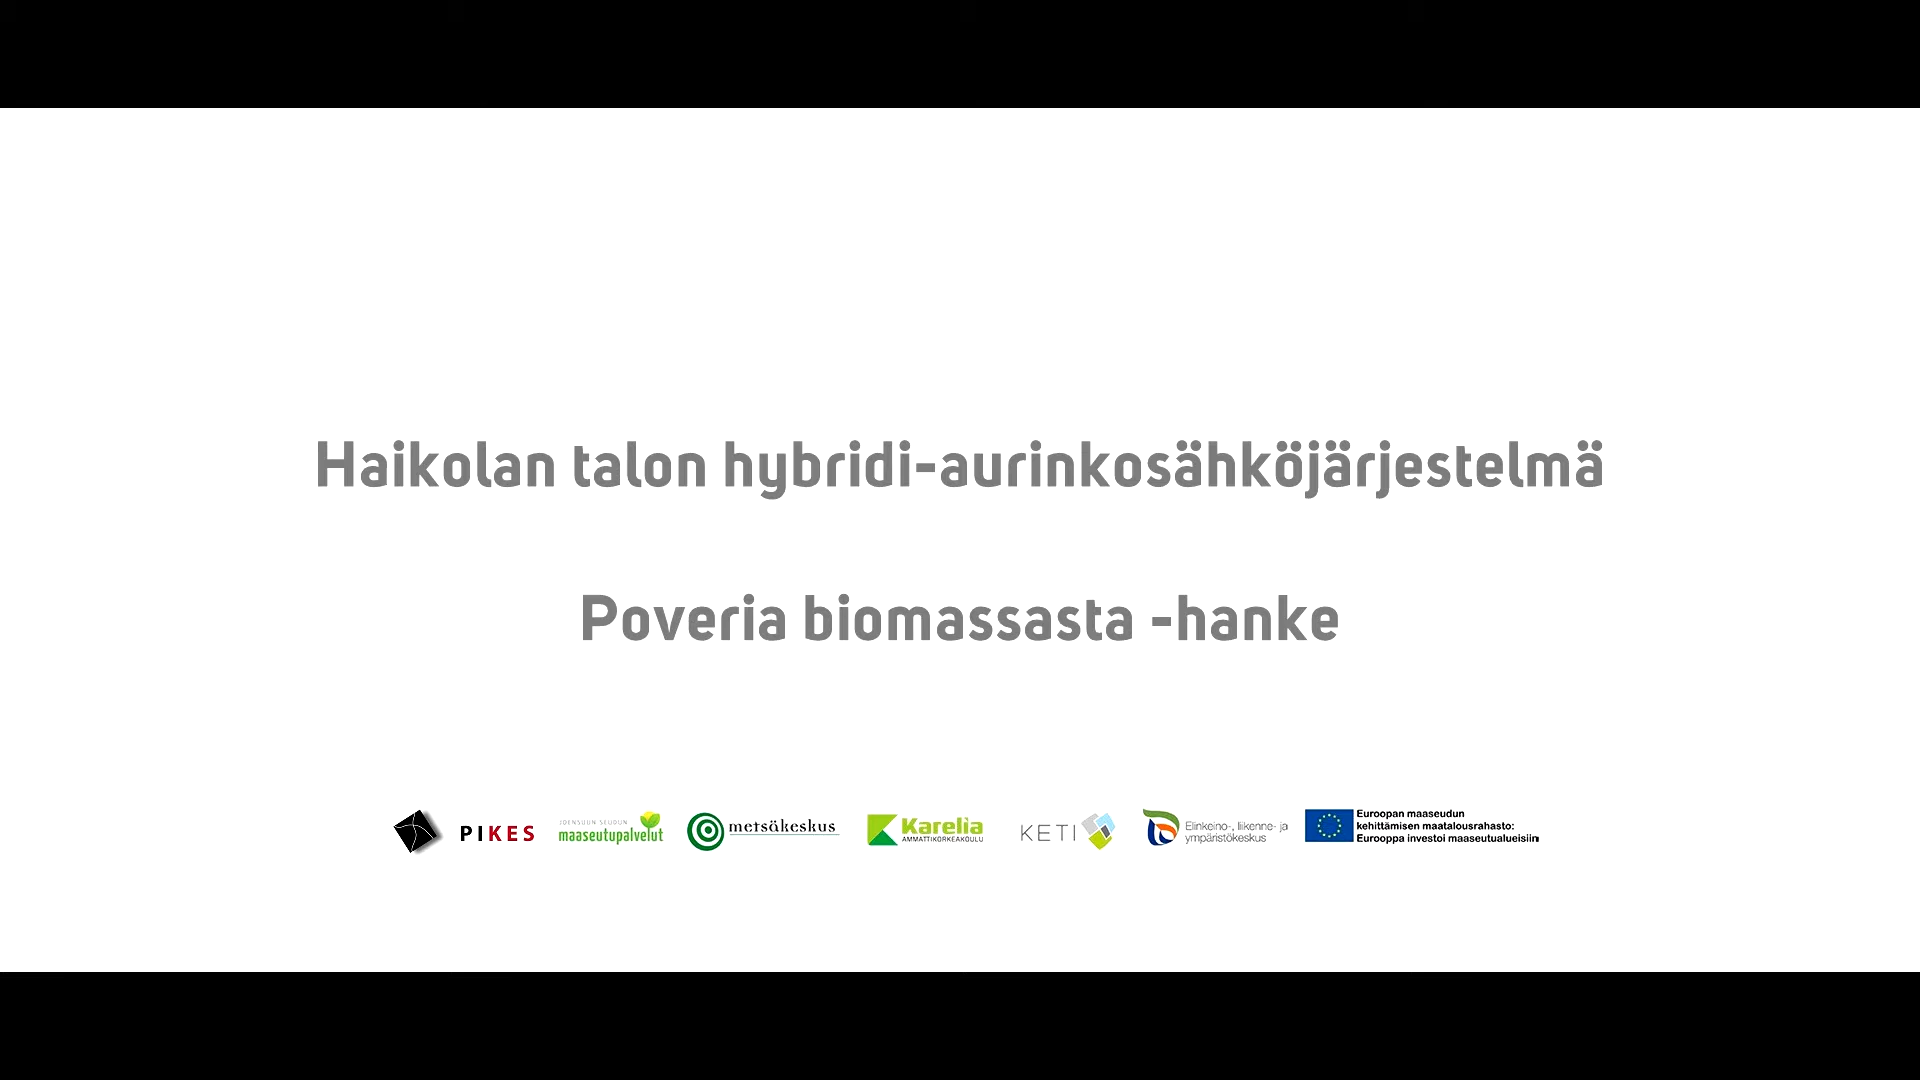 Haikolan talon hybridi-aurinkosähköjärjestelmä
Poveria biomassasta -hanke
PIKES
JOENSUUN SEUDUN
maaseutupalvelut
metsäkeskus
Karelia
AMMATTIKORKEAKOULU
KETI
Elinkeino-, liikenne- ja
ympäristökeskus
Euroopan maaseudun
kehittämisen maatalousrahasto:
Eurooppa investoi maaseutualueisiin